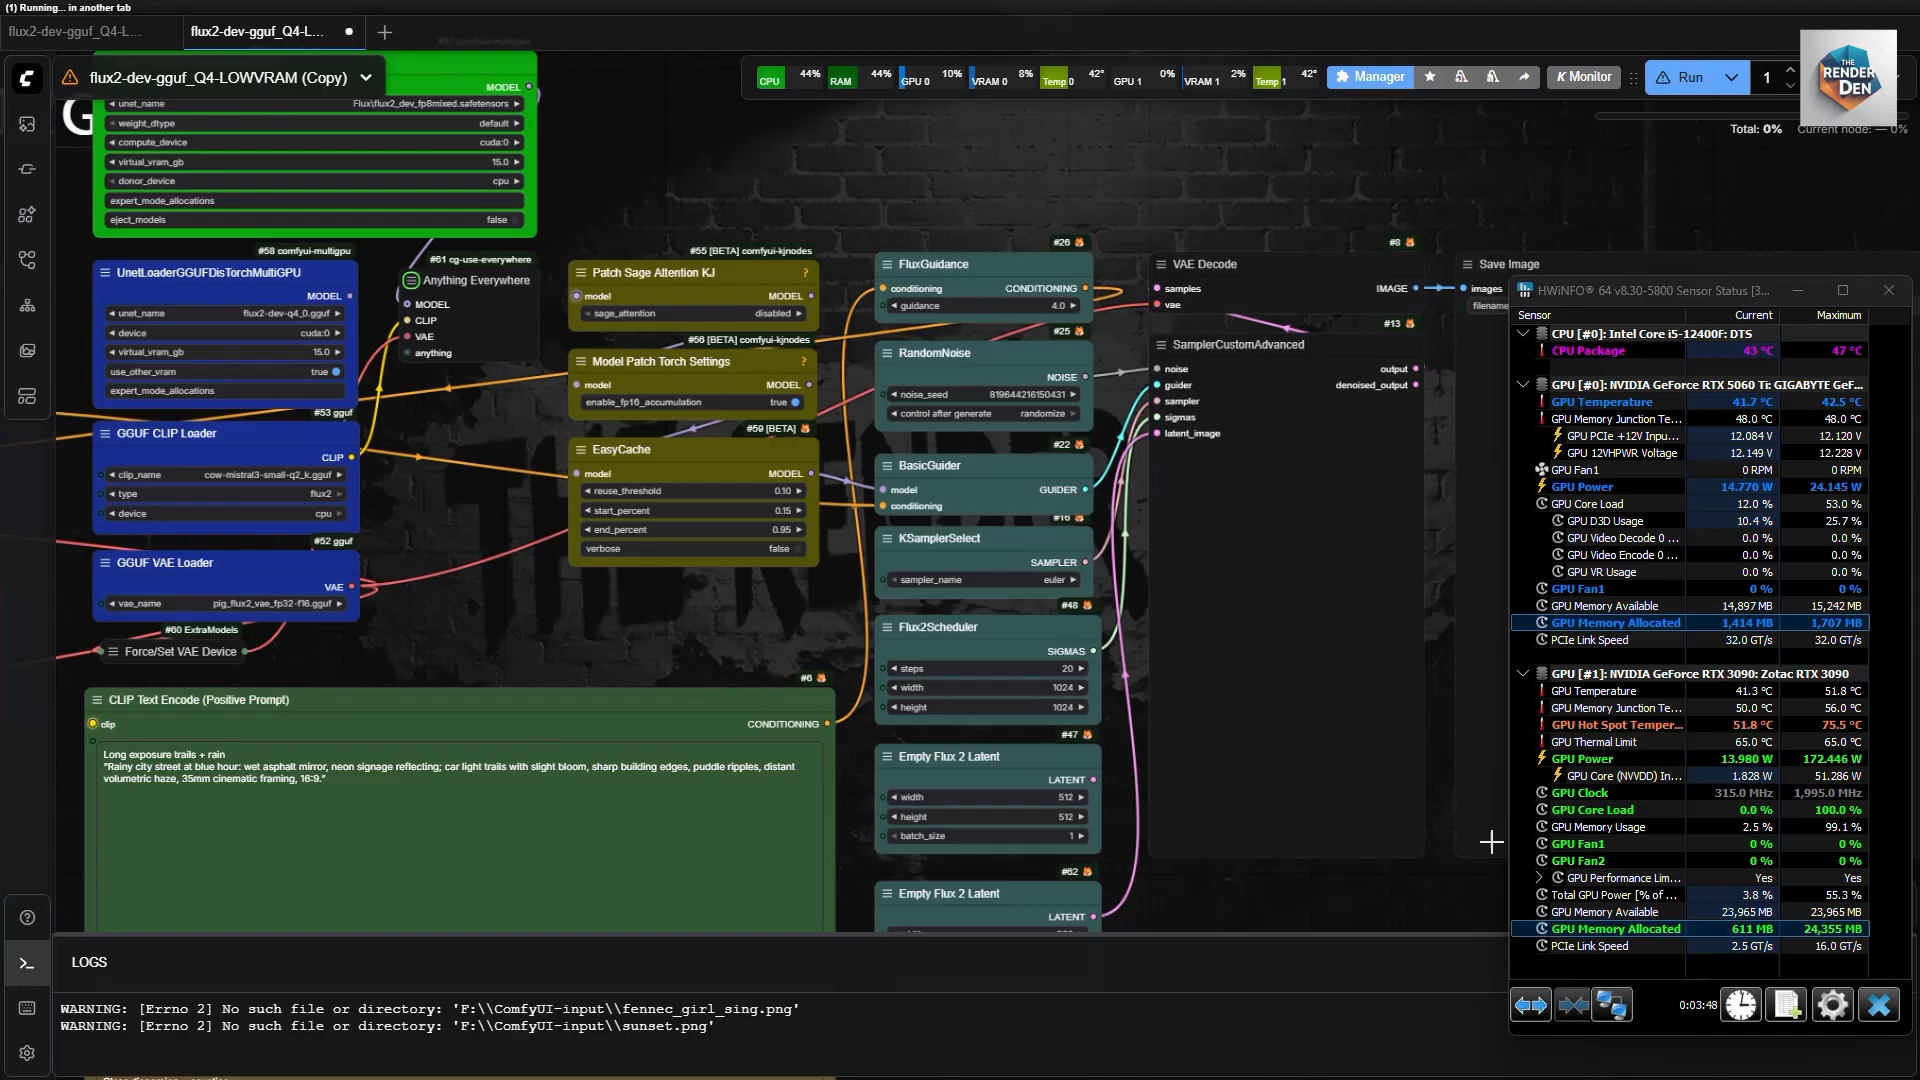 (1) Running... in another tab
flux2-dev-gguf_Q4-L...
flux2-dev-gguf_Q4-L...
flux2-dev-gguf_Q4-LOWVRAM (Copy)
CPU 44% RAM 44% GPU 0 10% VRAM 0 8% Temp 0 42° GPU 1 0% VRAM 1 2% Temp 1 42°
Manager
Monitor
Run
1
THE
RENDER
DEN
Total: 0% Current node: — 0%
MODEL
unet_name Flux\flux2_dev_fp8mixed.safetensors
weight_dtype default
compute_device cuda:0
virtual_vram_gb 15.0
donor_device cpu
expert_mode_allocations
eject_models false
#58 comfyui-multigpu
UnetLoaderGGUFDisTorchMultiGPU
MODEL
unet_name flux2-dev-q4_0.gguf
device cuda:0
virtual_vram_gb 15.0
use_other_vram true
expert_mode_allocations
#53 gguf
GGUF CLIP Loader
CLIP
clip_name cow-mistral3-small-q2_k.gguf
type flux2
device cpu
#52 gguf
GGUF VAE Loader
VAE
vae_name pig_flux2_vae_fp32-f16.gguf
#60 ExtraModels
Force/Set VAE Device
#61 cg-use-everywhere
Anything Everywhere
MODEL
CLIP
VAE
anything
#55 [BETA] comfyui-kjnodes
Patch Sage Attention KJ ?
model MODEL
sage_attention disabled
#56 [BETA] comfyui-kjnodes
Model Patch Torch Settings ?
model MODEL
enable_fp16_accumulation true
#59 [BETA]
EasyCache
model MODEL
reuse_threshold 0.10
start_percent 0.15
end_percent 0.95
verbose false
#6
CLIP Text Encode (Positive Prompt)
clip CONDITIONING
Long exposure trails + rain
"Rainy city street at blue hour: wet asphalt mirror, neon signage reflecting; car light trails with slight bloom, sharp building edges, puddle ripples, distant
volumetric haze, 35mm cinematic framing, 16:9."
#26
FluxGuidance
conditioning CONDITIONING
guidance 4.0
#25
RandomNoise
NOISE
noise_seed 819644216150431
control after generate randomize
#22
BasicGuider
model GUIDER
conditioning
#16
KSamplerSelect
SAMPLER
sampler_name euler
#48
Flux2Scheduler
SIGMAS
steps 20
width 1024
height 1024
#47
Empty Flux 2 Latent
LATENT
width 512
height 512
batch_size 1
#62
Empty Flux 2 Latent
LATENT
#8
VAE Decode
samples IMAGE
vae
#13
SamplerCustomAdvanced
noise output
guider denoised_output
sampler
sigmas
latent_image
Save Image
images
filename
HWiNFO® 64 v8.30-5800 Sensor Status [3...
Sensor Current Maximum
CPU [#0]: Intel Core i5-12400F: DTS
CPU Package 43 °C 47 °C
GPU [#0]: NVIDIA GeForce RTX 5060 Ti: GIGABYTE GeF...
GPU Temperature 41.7 °C 42.5 °C
GPU Memory Junction Te... 48.0 °C 48.0 °C
GPU PCIe +12V Inpu... 12.084 V 12.120 V
GPU 12VHPWR Voltage 12.149 V 12.228 V
GPU Fan1 0 RPM 0 RPM
GPU Power 14.770 W 24.145 W
GPU Core Load 12.0 % 53.0 %
GPU D3D Usage 10.4 % 25.7 %
GPU Video Decode 0 ... 0.0 % 0.0 %
GPU Video Encode 0 ... 0.0 % 0.0 %
GPU VR Usage 0.0 % 0.0 %
GPU Fan1 0 % 0 %
GPU Memory Available 14,897 MB 15,242 MB
GPU Memory Allocated 1,414 MB 1,707 MB
PCIe Link Speed 32.0 GT/s 32.0 GT/s
GPU [#1]: NVIDIA GeForce RTX 3090: Zotac RTX 3090
GPU Temperature 41.3 °C 51.8 °C
GPU Memory Junction Te... 50.0 °C 56.0 °C
GPU Hot Spot Temper... 51.8 °C 75.5 °C
GPU Thermal Limit 65.0 °C 65.0 °C
GPU Power 13.980 W 172.446 W
GPU Core (NVVDD) In... 1.828 W 51.286 W
GPU Clock 315.0 MHz 1,995.0 MHz
GPU Core Load 0.0 % 100.0 %
GPU Memory Usage 2.5 % 99.1 %
GPU Fan1 0 % 0 %
GPU Fan2 0 % 0 %
GPU Performance Lim... Yes Yes
Total GPU Power [% of ... 3.8 % 55.3 %
GPU Memory Available 23,965 MB 23,965 MB
GPU Memory Allocated 611 MB 24,355 MB
PCIe Link Speed 2.5 GT/s 16.0 GT/s
0:03:48
LOGS
WARNING: [Errno 2] No such file or directory: 'F:\\ComfyUI-input\\fennec_girl_sing.png'
WARNING: [Errno 2] No such file or directory: 'F:\\ComfyUI-input\\sunset.png'